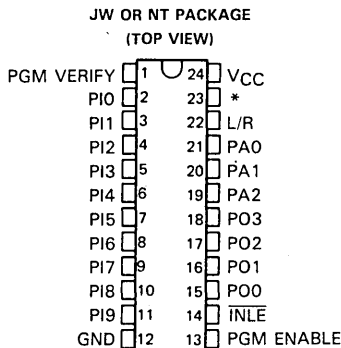 JW OR NT PACKAGE
(TOP VIEW)
PGM VERIFY 1 24 VCC
PI0 2 23 *
PI1 3 22 L/R
PI2 4 21 PA0
PI3 5 20 PA1
PI4 6 19 PA2
PI5 7 18 PO3
PI6 8 17 PO2
PI7 9 16 PO1
PI8 10 15 PO0
PI9 11 14 INLE
GND 12 13 PGM ENABLE